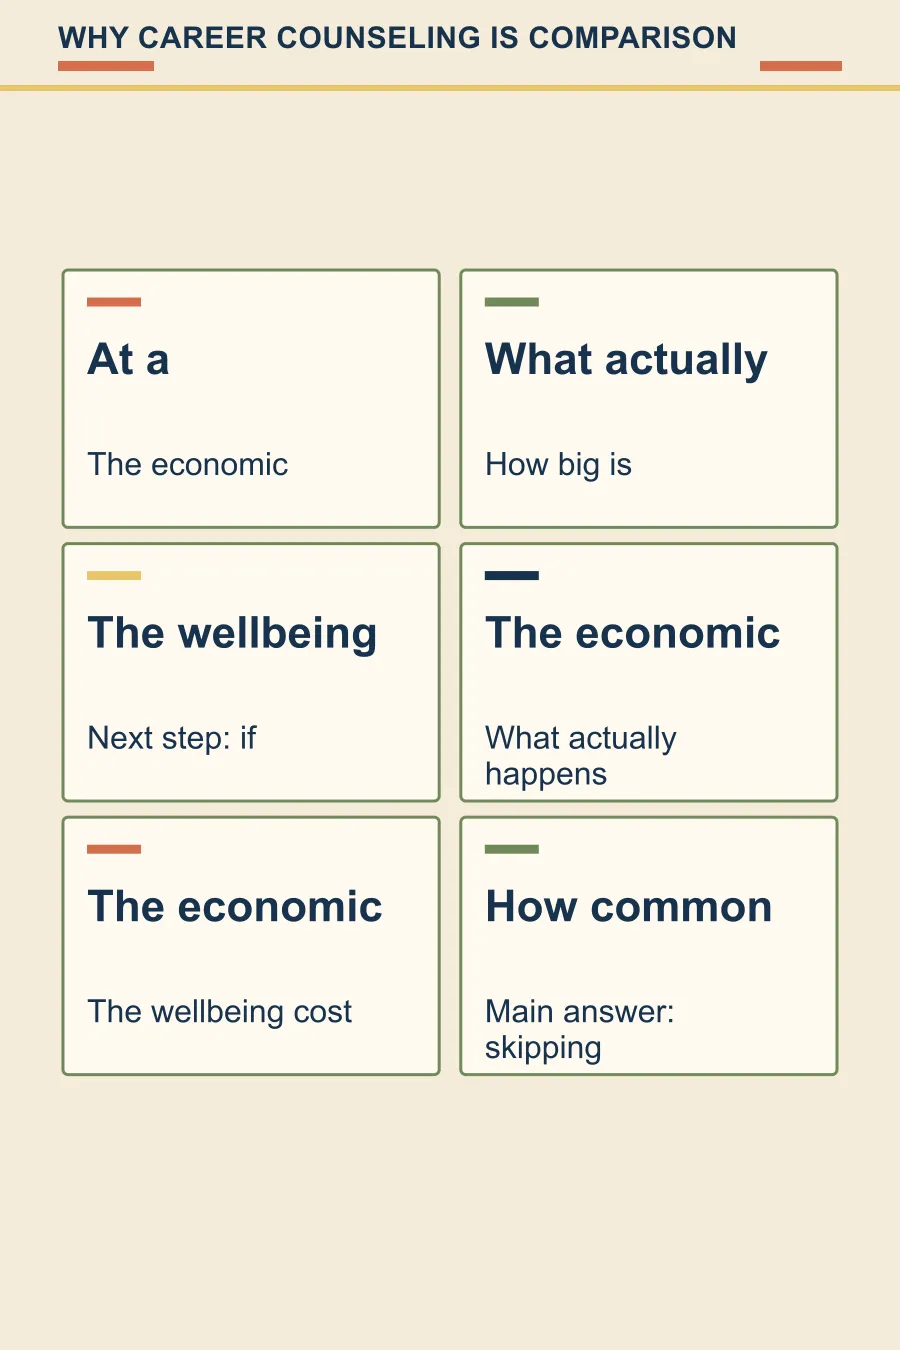 WHY CAREER COUNSELING IS COMPARISON
At a
The economic
What actually
How big is
The wellbeing
Next step: if
The economic
What actually
happens
The economic
The wellbeing cost
How common
Main answer:
skipping